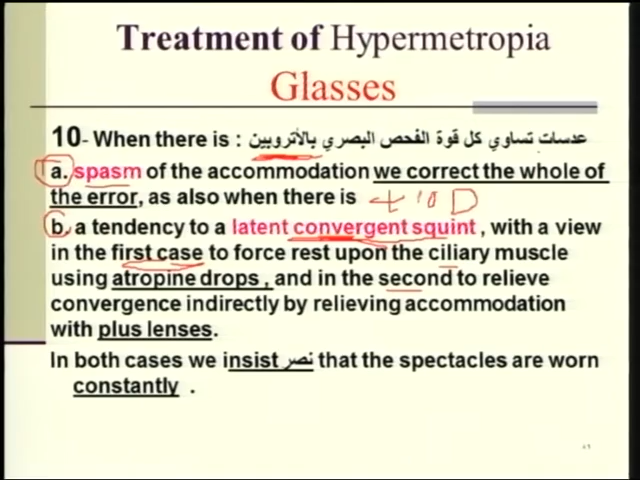 Treatment of Hypermetropia
Glasses
10- When there is : عدسات تساوي كل قوة الفحص البصري بالأتروبين
a. spasm of the accommodation we correct the whole of
the error, as also when there is + 10 D
b. a tendency to a latent convergent squint , with a view
in the first case to force rest upon the ciliary muscle
using atropine drops , and in the second to relieve
convergence indirectly by relieving accommodation
with plus lenses.
In both cases we insist نصر that the spectacles are worn
constantly .